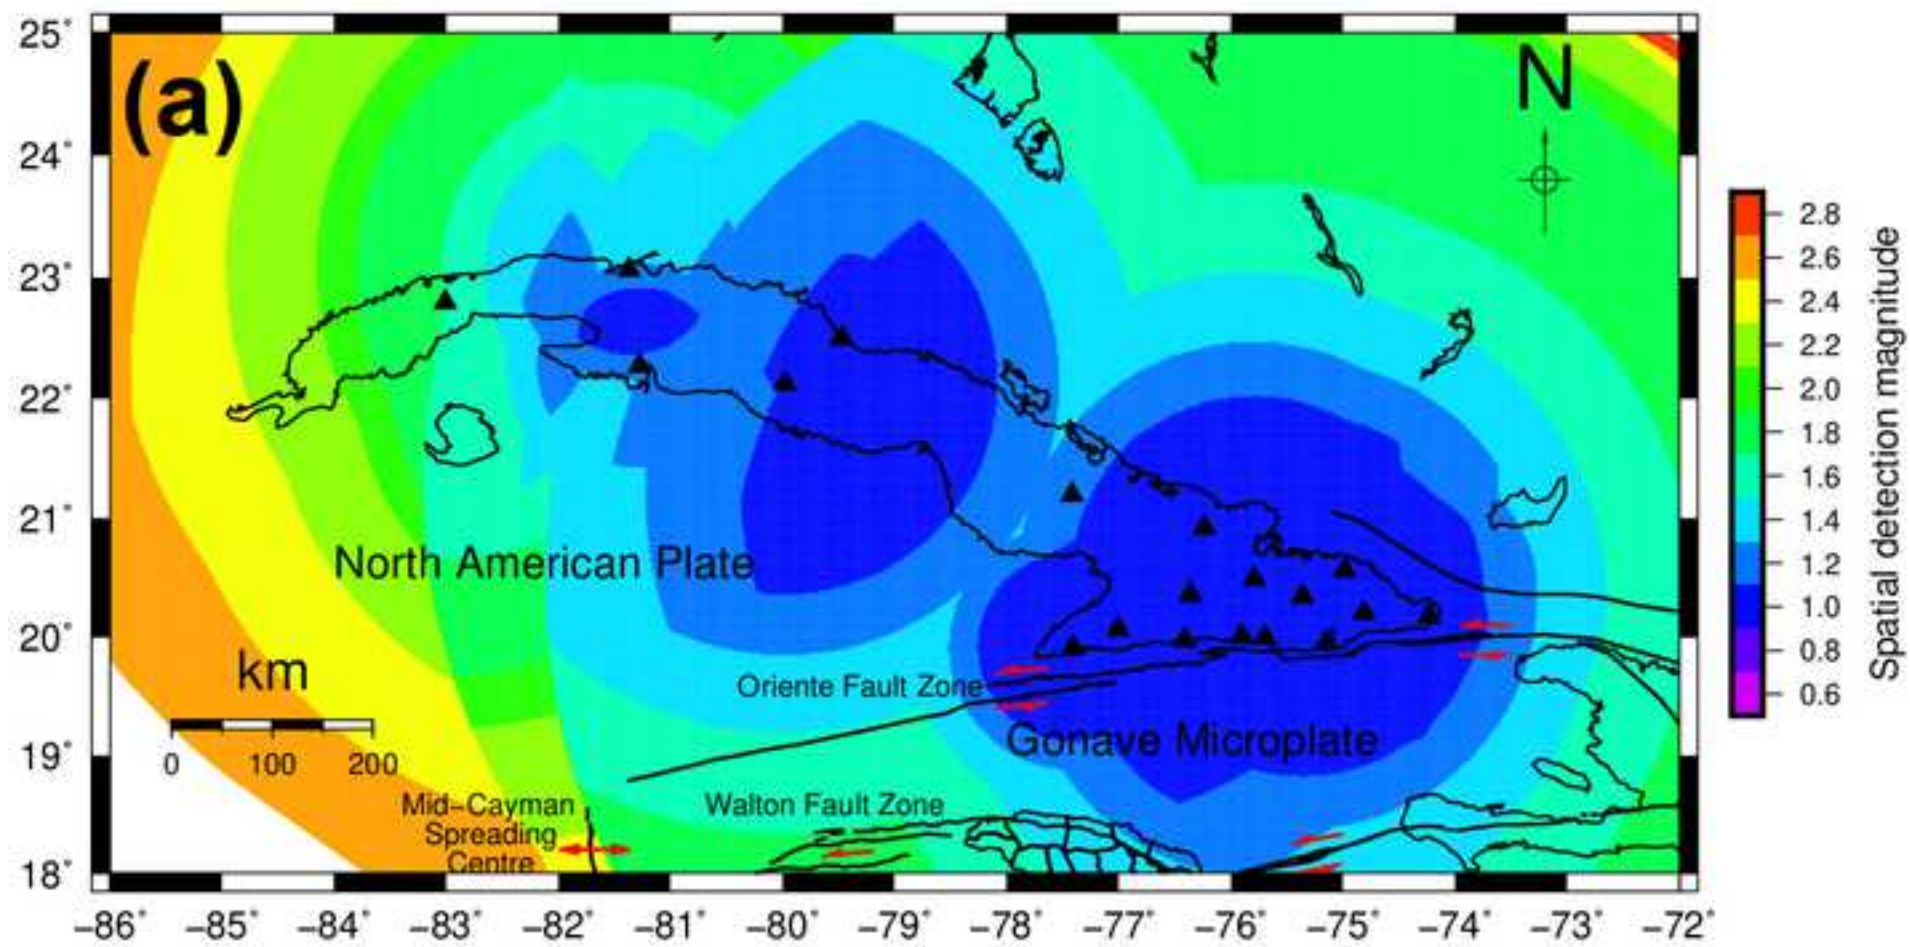 (a)
N
25°
24°
23°
22°
21°
20°
19°
18°
North American Plate
km
0 100 200
Oriente Fault Zone
Gonave Microplate
Mid-Cayman
Spreading
Centre
Walton Fault Zone
-86° -85° -84° -83° -82° -81° -80° -79° -78° -77° -76° -75° -74° -73° -72°
2.8
2.6
2.4
2.2
2.0
1.8
1.6
1.4
1.2
1.0
0.8
0.6
Spatial detection magnitude